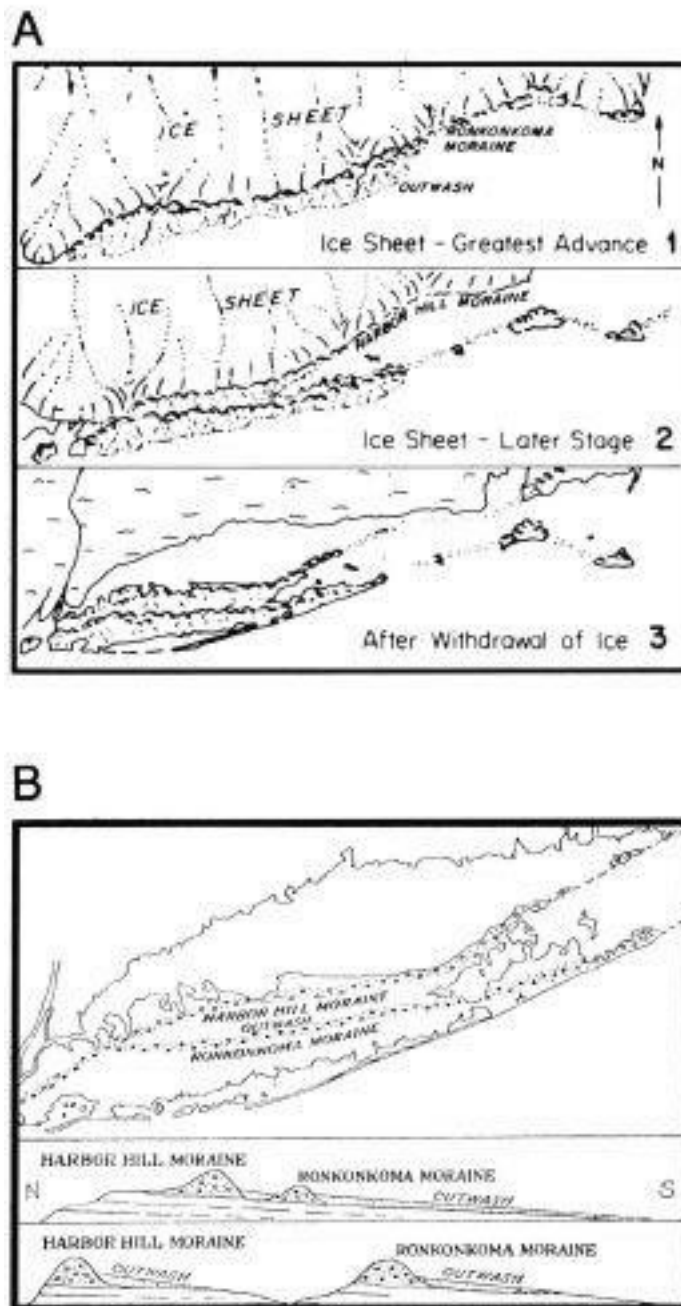 A
ICE SHEET
RONKONKOMA
MORAINE
OUTWASH
N
Ice Sheet - Greatest Advance 1
ICE SHEET
HARBOR HILL MORAINE
Ice Sheet - Later Stage 2
After Withdrawal of Ice 3
B
HARBOR HILL MORAINE
OUTWASH
RONKONKOMA MORAINE
HARBOR HILL MORAINE
RONKONKOMA MORAINE
N OUTWASH S
HARBOR HILL MORAINE
RONKONKOMA MORAINE
OUTWASH OUTWASH